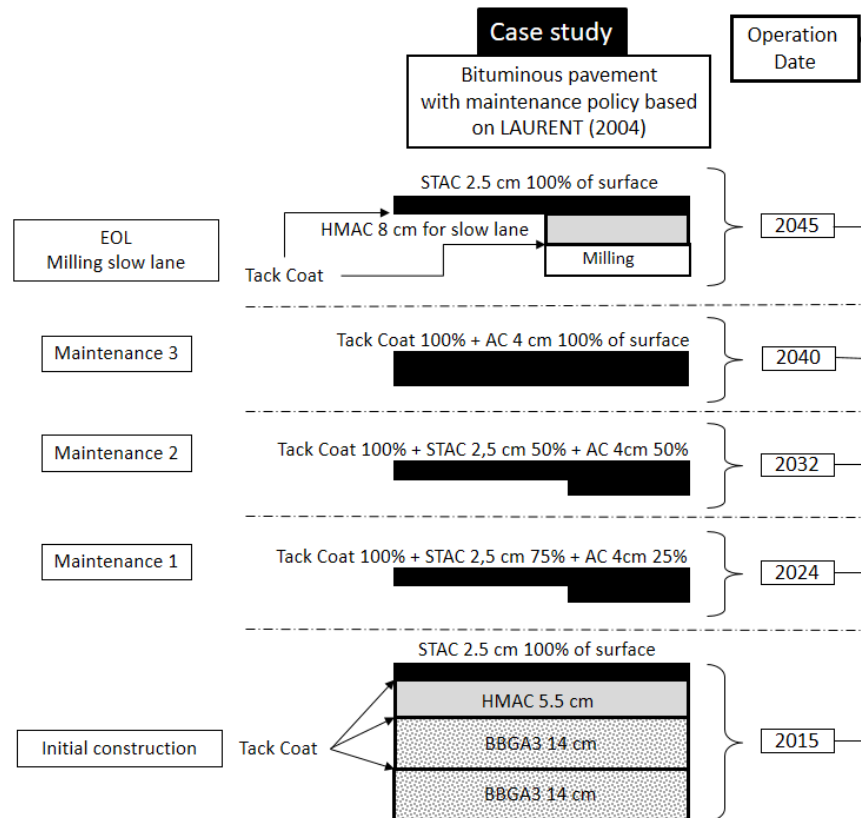 Case study
Operation
Date
Bituminous pavement
with maintenance policy based
on LAURENT (2004)
STAC 2.5 cm 100% of surface
EOL
Milling slow lane
HMAC 8 cm for slow lane
2045
Tack Coat
Milling
Maintenance 3
Tack Coat 100% + AC 4 cm 100% of surface
2040
Maintenance 2
Tack Coat 100% + STAC 2,5 cm 50% + AC 4cm 50%
2032
Maintenance 1
Tack Coat 100% + STAC 2,5 cm 75% + AC 4cm 25%
2024
STAC 2.5 cm 100% of surface
HMAC 5.5 cm
Initial construction
Tack Coat
BBGA3 14 cm
2015
BBGA3 14 cm